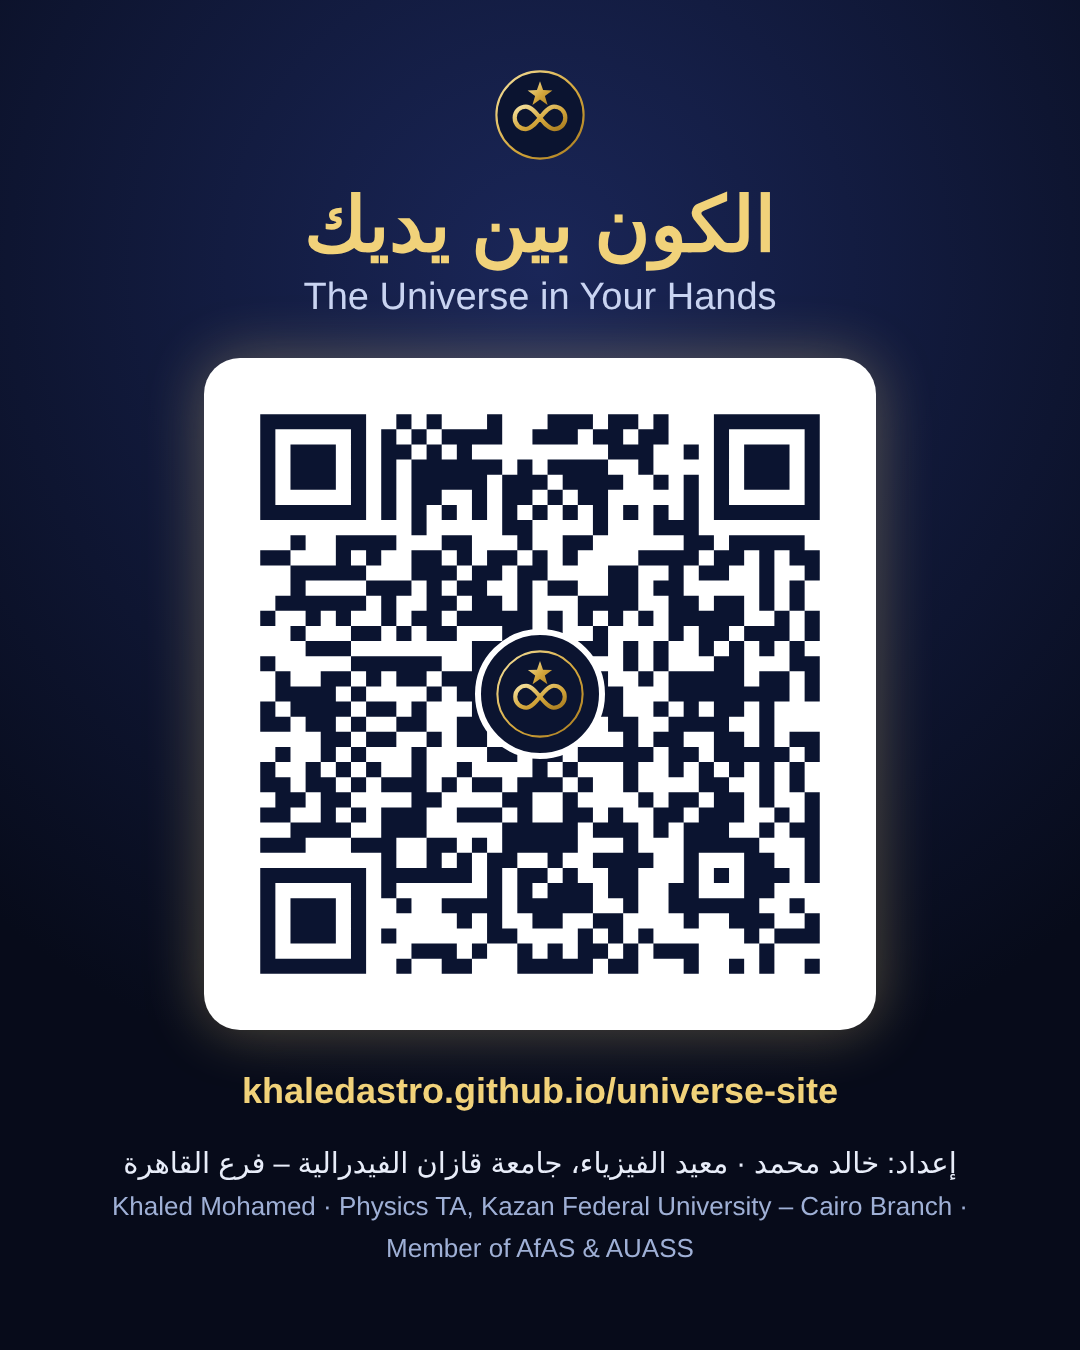 الكون بين يديك
The Universe in Your Hands
khaledastro.github.io/universe-site
إعداد: خالد محمد · معيد الفيزياء، جامعة قازان الفيدرالية – فرع القاهرة
Khaled Mohamed · Physics TA, Kazan Federal University – Cairo Branch ·
Member of AfAS & AUASS